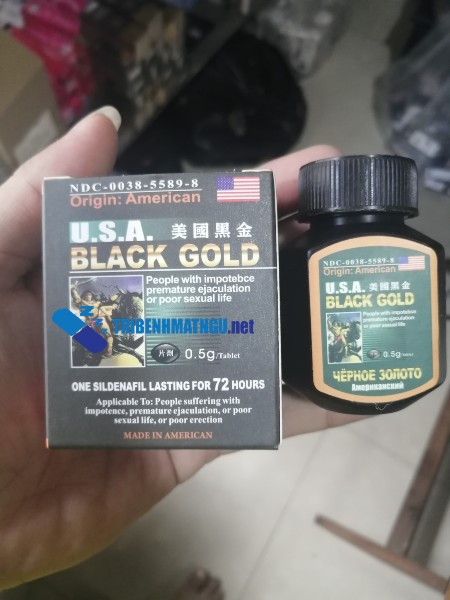 NDC-0038-5589-8
Origin: American
U.S.A. 美國黑金
BLACK GOLD
People with impotebce
premature ejaculation
or poor sexual life
TRIBENHMATNGU.net
片劑 0.5g/Tablet
ONE SILDENAFIL LASTING FOR 72 HOURS
Applicable To: People suffering with
impotence, premature ejaculation, or poor
sexual life, or poor erection
MADE IN AMERICAN
NDC-0038-5589-8
Origin: American
U.S.A. 美國黑金
BLACK GOLD
People with impotebce
premature ejaculation
or poor sexual life
0.5g/Tablet
ЧЁРНОЕ ЗОЛОТО
Американский